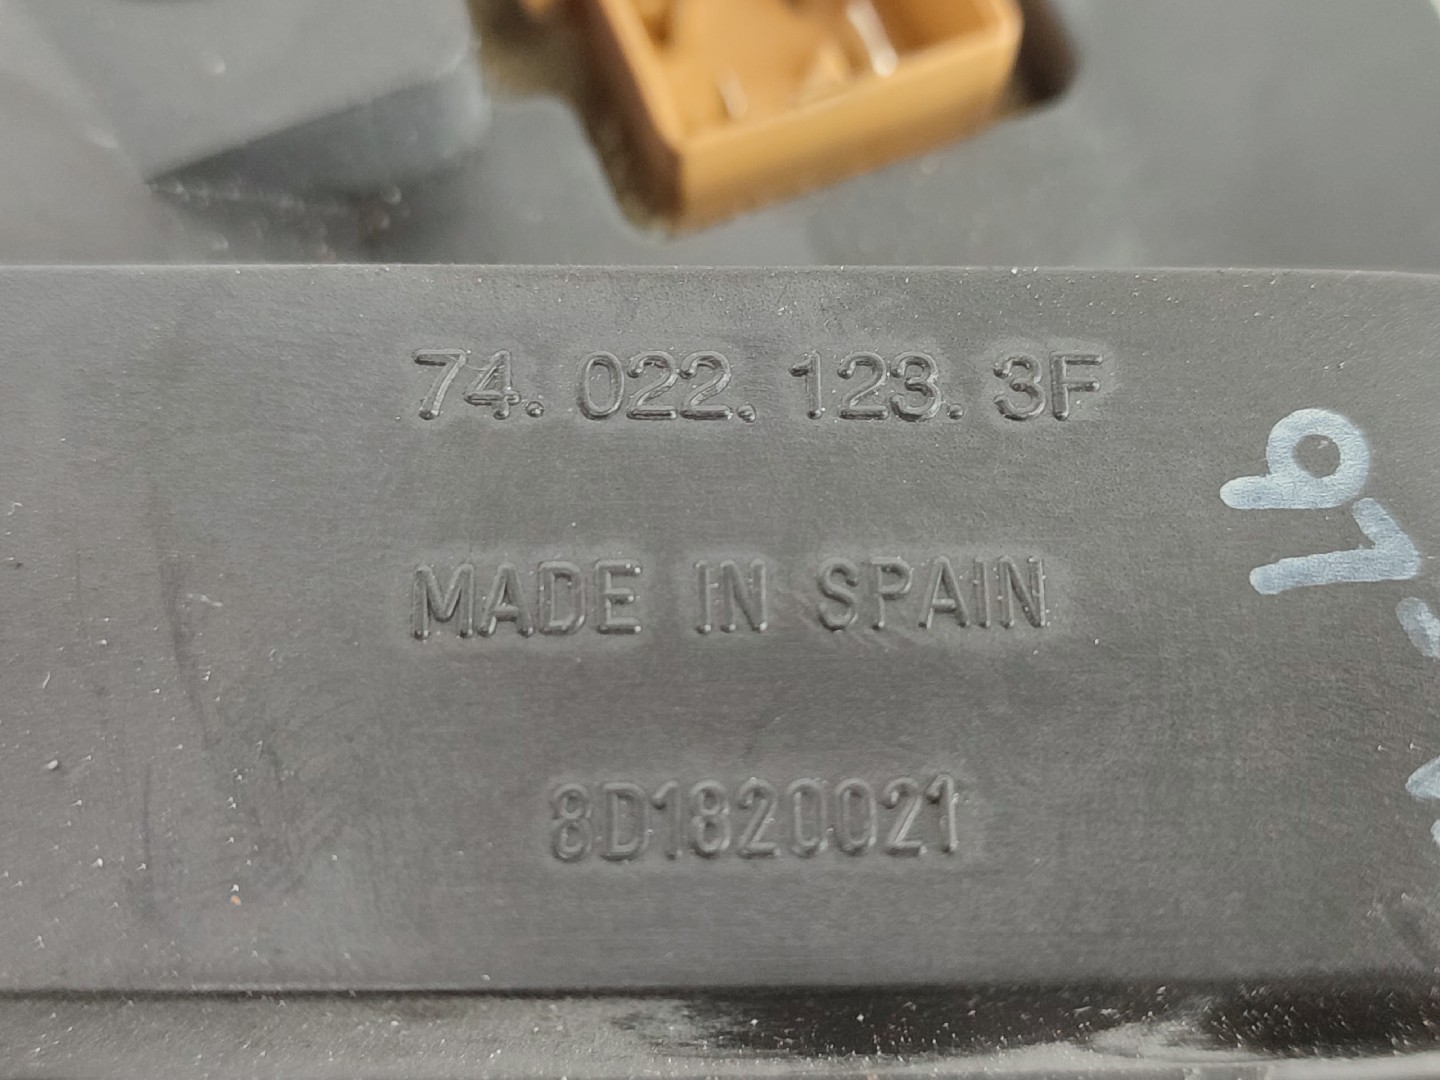 74.022.123.3F
MADE IN SPAIN
8D1820021